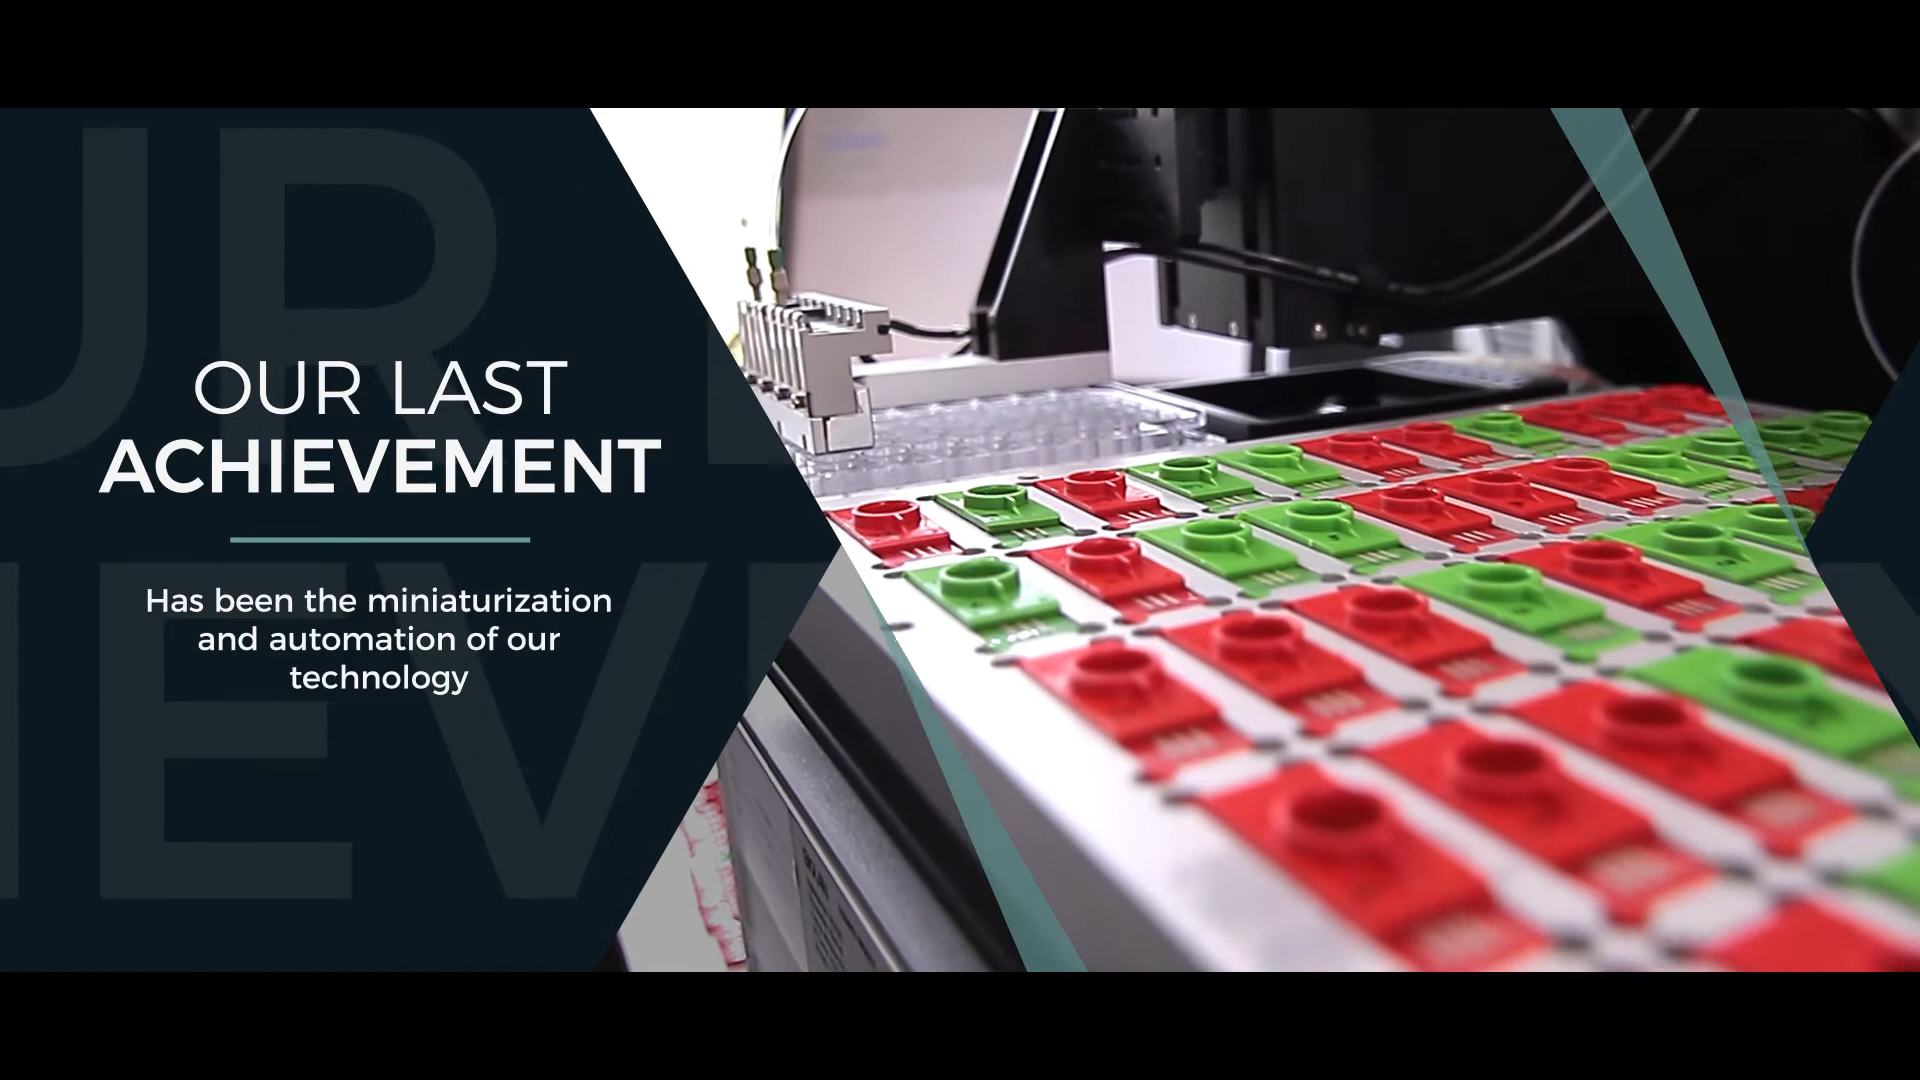 OUR LAST
ACHIEVEMENT
Has been the miniaturization
and automation of our
technology